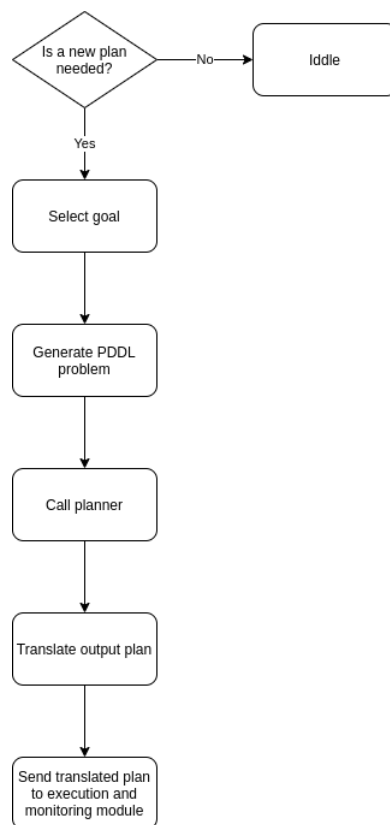 Is a new plan
needed?
No
Iddle
Yes
Select goal
Generate PDDL
problem
Call planner
Translate output plan
Send translated plan
to execution and
monitoring module